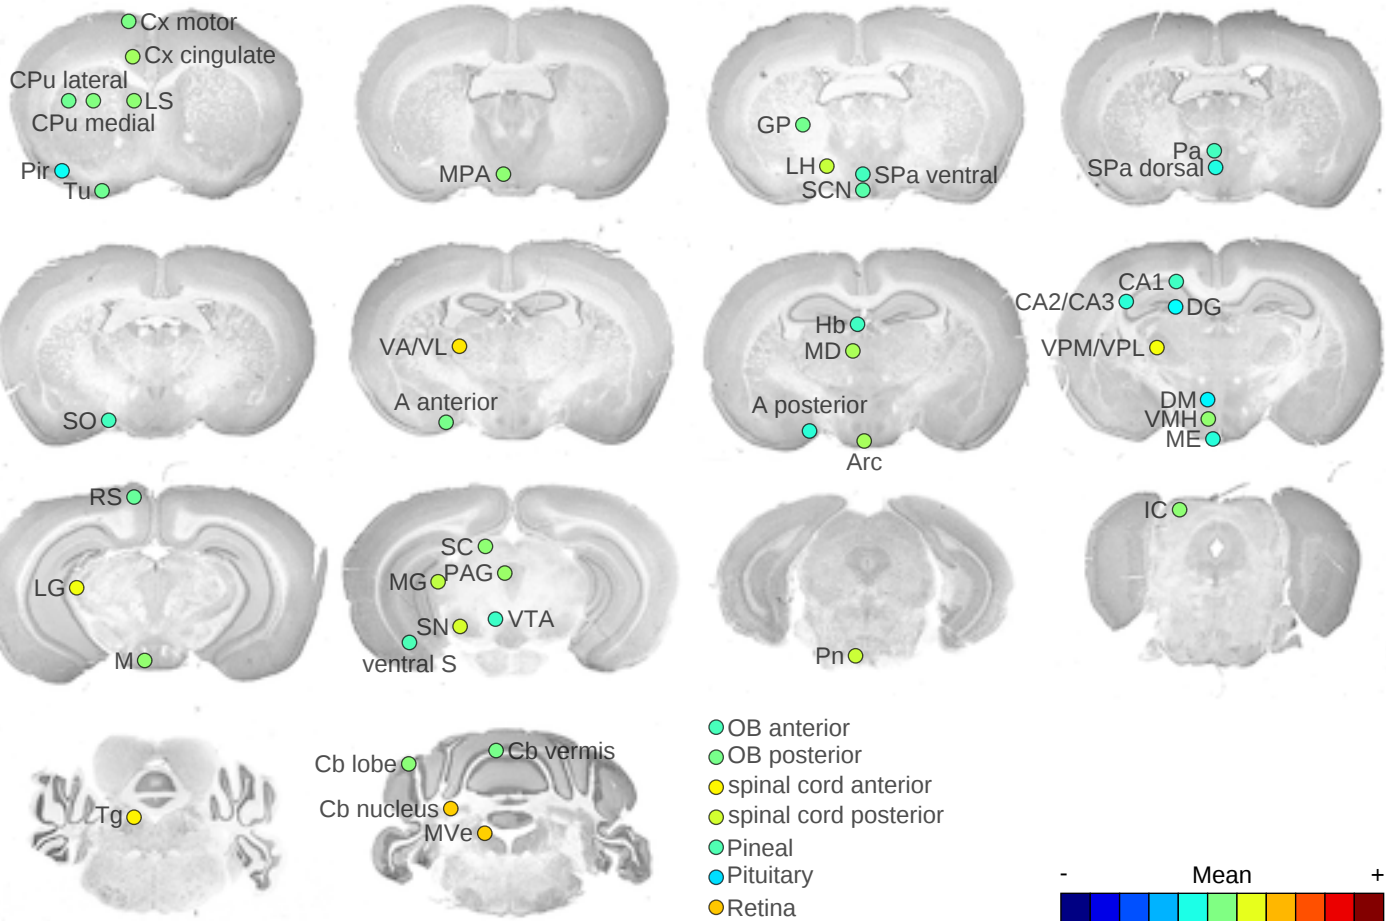 Cx motor
Cx cingulate
CPu lateral
LS
CPu medial
Pir
Tu
MPA
GP
LH
SPa ventral
SCN
Pa
SPa dorsal
SO
VA/VL
A anterior
Hb
MD
A posterior
Arc
CA1
CA2/CA3
DG
VPM/VPL
DM
VMH
ME
RS
LG
M
SC
PAG
MG
SN
VTA
ventral S
Pn
IC
Tg
Cb lobe
Cb vermis
Cb nucleus
MVe
OB anterior
OB posterior
spinal cord anterior
spinal cord posterior
Pineal
Pituitary
Retina
- Mean +